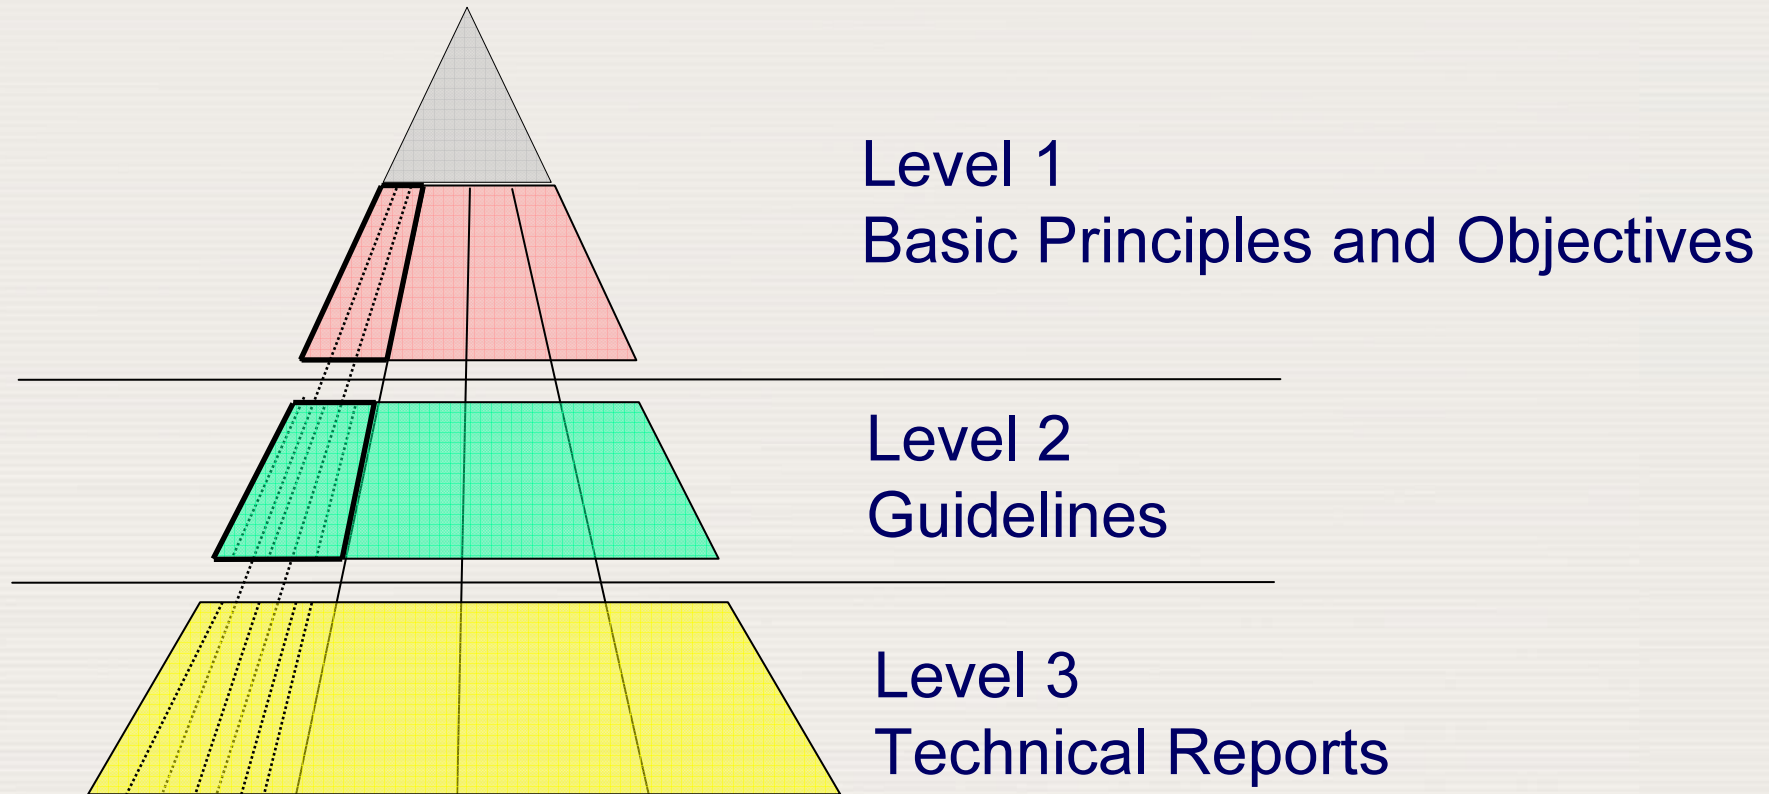 Level 1
Basic Principles and Objectives
Level 2
Guidelines
Level 3
Technical Reports